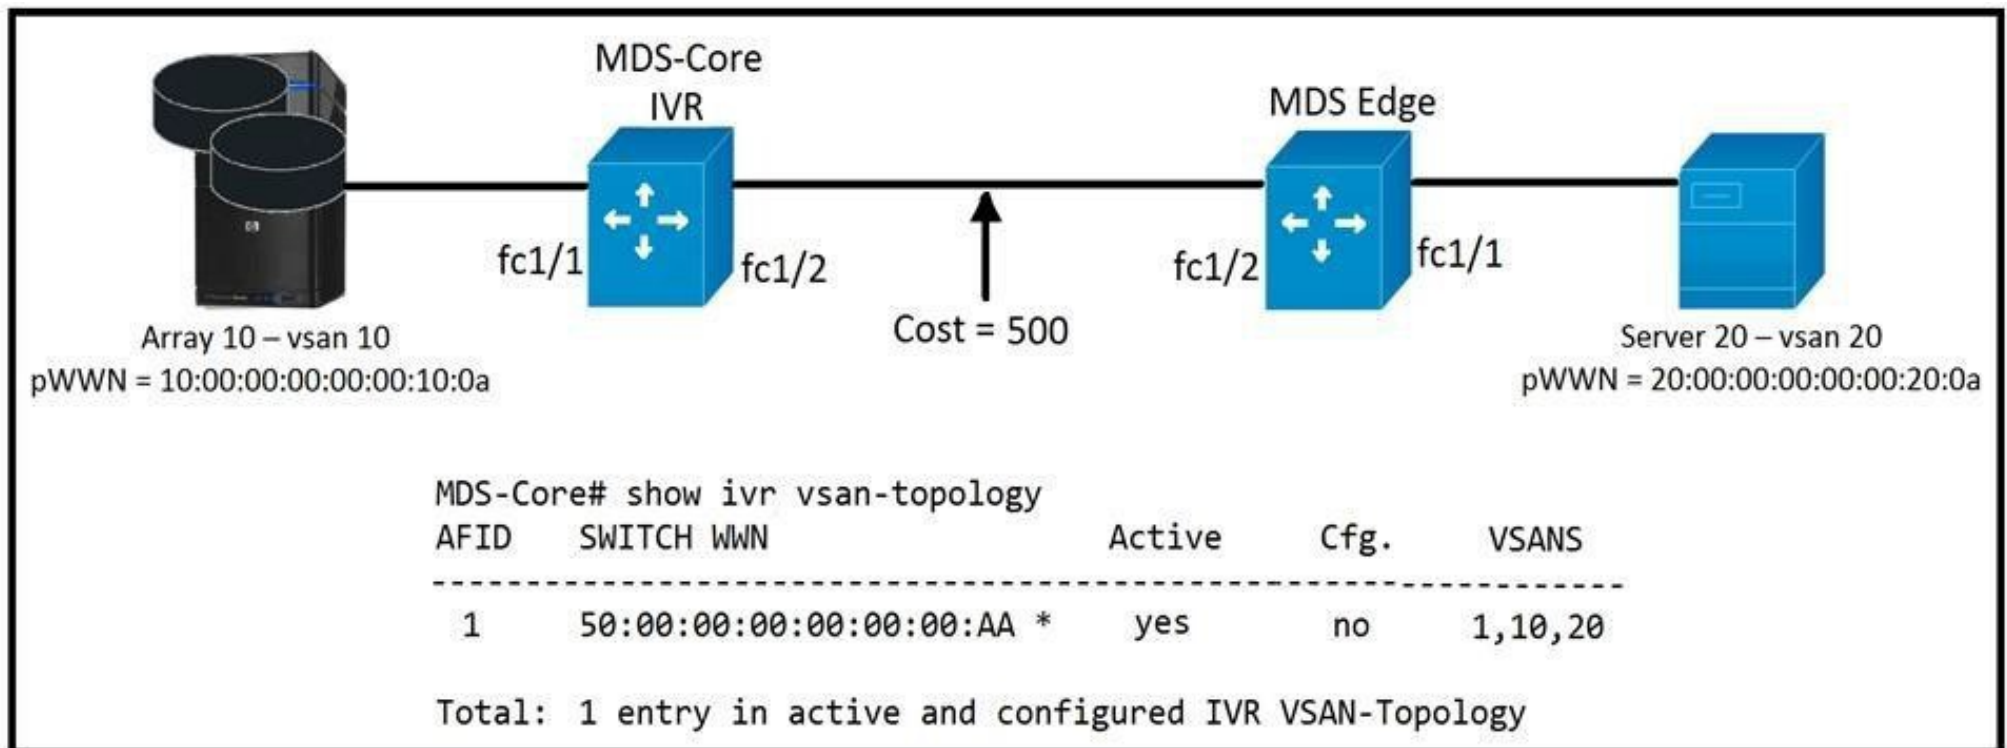 MDS-Core
IVR
MDS Edge
fc1/1
fc1/2
fc1/2
fc1/1
Cost = 500
Array 10 – vsan 10
pWWN = 10:00:00:00:00:00:10:0a
Server 20 – vsan 20
pWWN = 20:00:00:00:00:00:20:0a
MDS-Core# show ivr vsan-topology
AFID SWITCH WWN Active Cfg. VSANS
--------------------------------------------------------------------
1 50:00:00:00:00:00:00:AA * yes no 1,10,20
Total: 1 entry in active and configured IVR VSAN-Topology